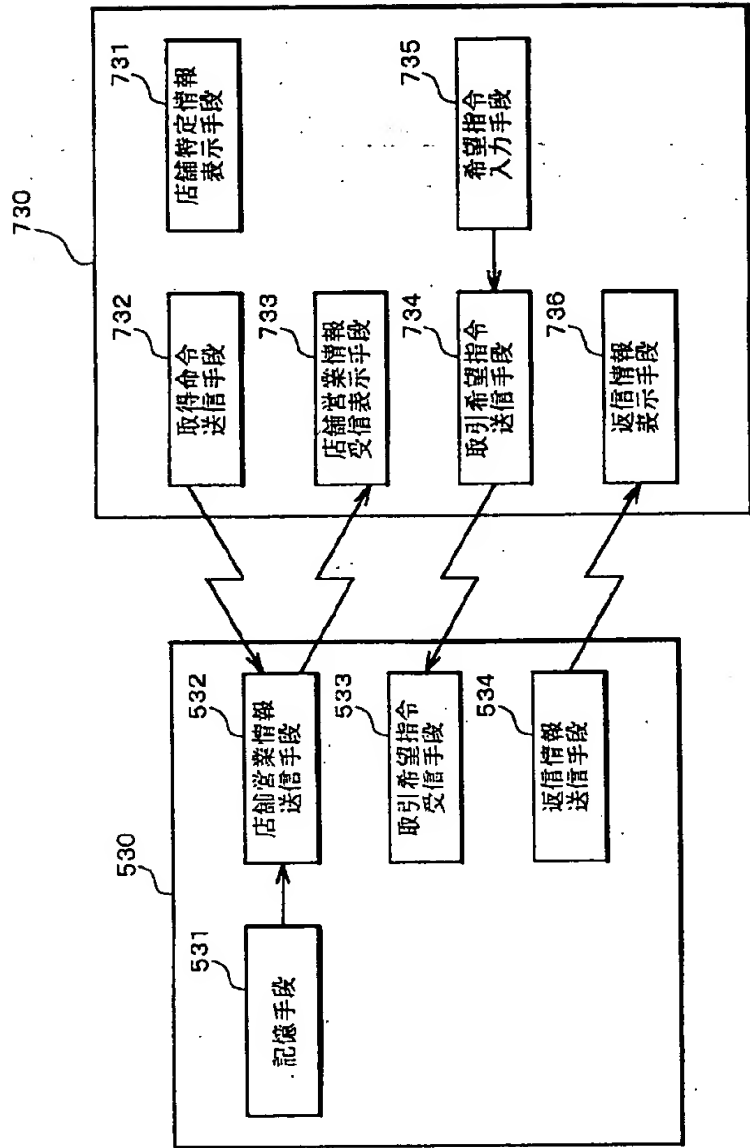 530
531
記憶手段
532
店舗営業情報
送信手段
533
取引希望指令
受信手段
534
返信情報
送信手段
730
732
取得命令
送信手段
731
店舗特定情報
表示手段
733
店舗営業情報
受信表示手段
734
取引希望指令
送信手段
735
希望指令
入力手段
736
返信情報
表示手段